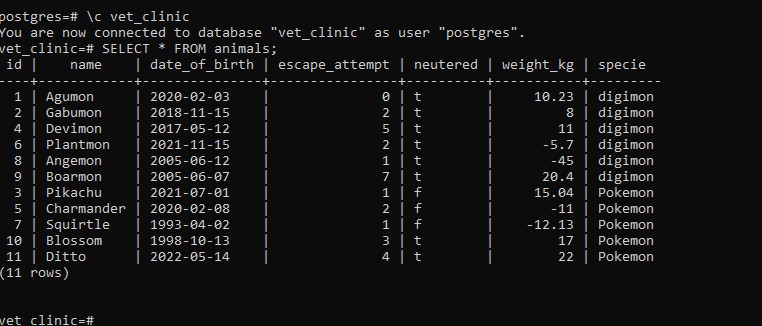 postgres=# \c vet_clinic
You are now connected to database "vet_clinic" as user "postgres".
vet_clinic=# SELECT * FROM animals;
 id |    name    | date_of_birth | escape_attempt | neutered | weight_kg | specie
----+------------+---------------+----------------+----------+-----------+---------
  1 | Agumon     | 2020-02-03    |              0 | t        |     10.23 | digimon
  2 | Gabumon    | 2018-11-15    |              2 | t        |         8 | digimon
  4 | Devimon    | 2017-05-12    |              5 | t        |        11 | digimon
  6 | Plantmon   | 2021-11-15    |              2 | t        |      -5.7 | digimon
  8 | Angemon    | 2005-06-12    |              1 | t        |       -45 | digimon
  9 | Boarmon    | 2005-06-07    |              7 | t        |      20.4 | digimon
  3 | Pikachu    | 2021-07-01    |              1 | f        |     15.04 | Pokemon
  5 | Charmander | 2020-02-08    |              2 | f        |       -11 | Pokemon
  7 | Squirtle   | 1993-04-02    |              1 | f        |    -12.13 | Pokemon
 10 | Blossom    | 1998-10-13    |              3 | t        |        17 | Pokemon
 11 | Ditto      | 2022-05-14    |              4 | t        |        22 | Pokemon
(11 rows)
vet_clinic=#